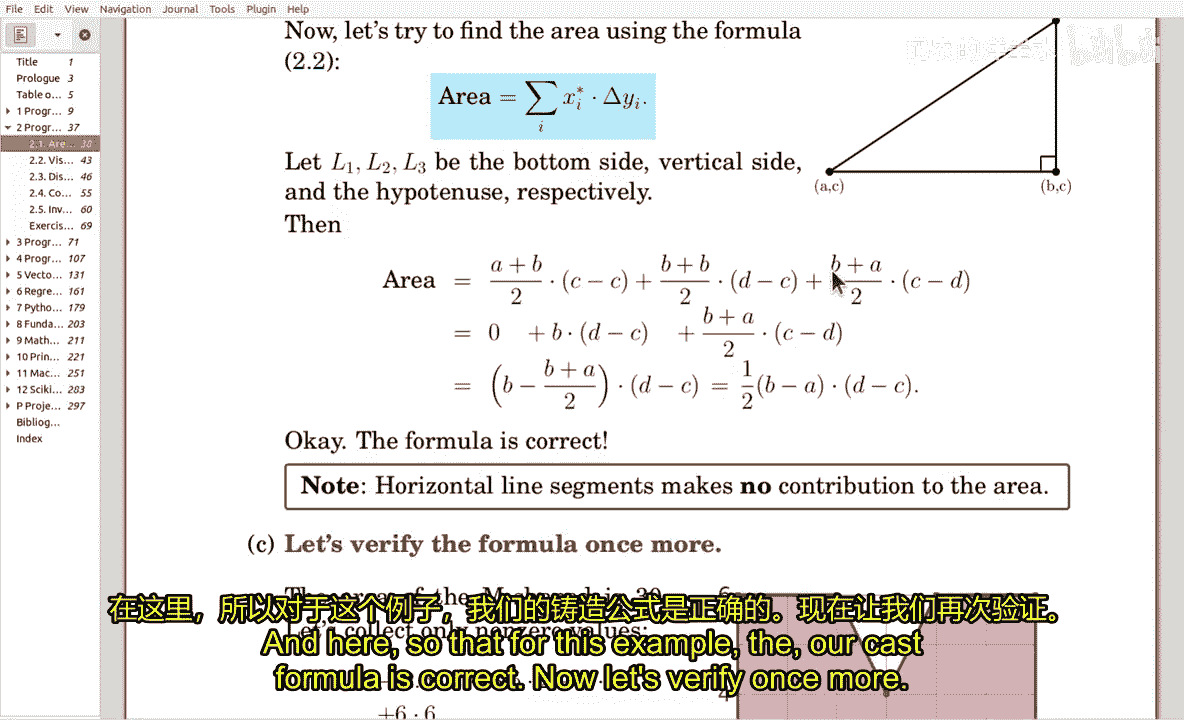 File Edit View Navigation Journal Tools Plugin Help
Title 1
Prologue 3
Table o... 5
1 Progr... 9
2 Progr... 37
2.1. Are... 38
2.2. Vis... 43
2.3. Dis... 46
2.4. Co... 55
2.5. Inv... 60
Exercis... 69
3 Progr... 71
4 Progr... 107
5 Vecto... 131
6 Regre... 161
7 Pytho... 179
8 Funda... 203
9 Math... 211
10 Prin... 221
11 Mac... 251
12 Sciki... 283
P Proje... 297
Bibliog...
Index
Now, let's try to find the area using the formula
(2.2):
Area = ∑_i x_i^* · Δy_i.
Let L₁, L₂, L₃ be the bottom side, vertical side,
and the hypotenuse, respectively.
Then
(a,c) (b,c)
Area = (a + b)/2 · (c − c) + (b + b)/2 · (d − c) + (b + a)/2 · (c − d)
= 0 + b · (d − c) + (b + a)/2 · (c − d)
= (b − (b + a)/2) · (d − c) = 1/2 (b − a) · (d − c).
Okay. The formula is correct!
Note: Horizontal line segments makes no contribution to the area.
(c) Let's verify the formula once more.
在这里，所以对于这个例子，我们的铸造公式是正确的。现在让我们再次验证。
And here, so that for this example, the, our cast
formula is correct. Now let's verify once more.
+6 · 6
4